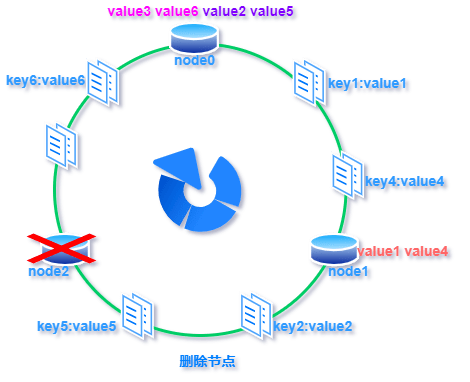 value3 value6 value2 value5
node0
key6:value6
key1:value1
key4:value4
value1 value4
node2
node1
key5:value5
key2:value2
删除节点